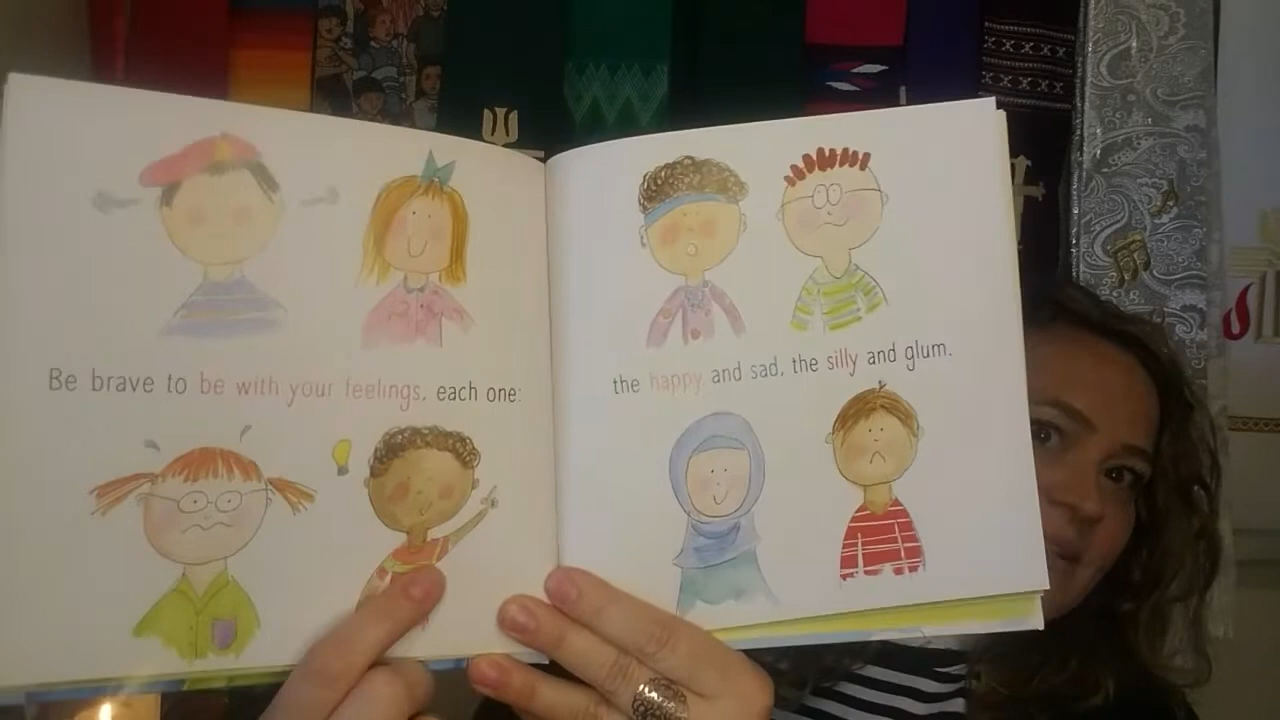 Be brave to be with your feelings, each one:
the happy and sad, the silly and glum.